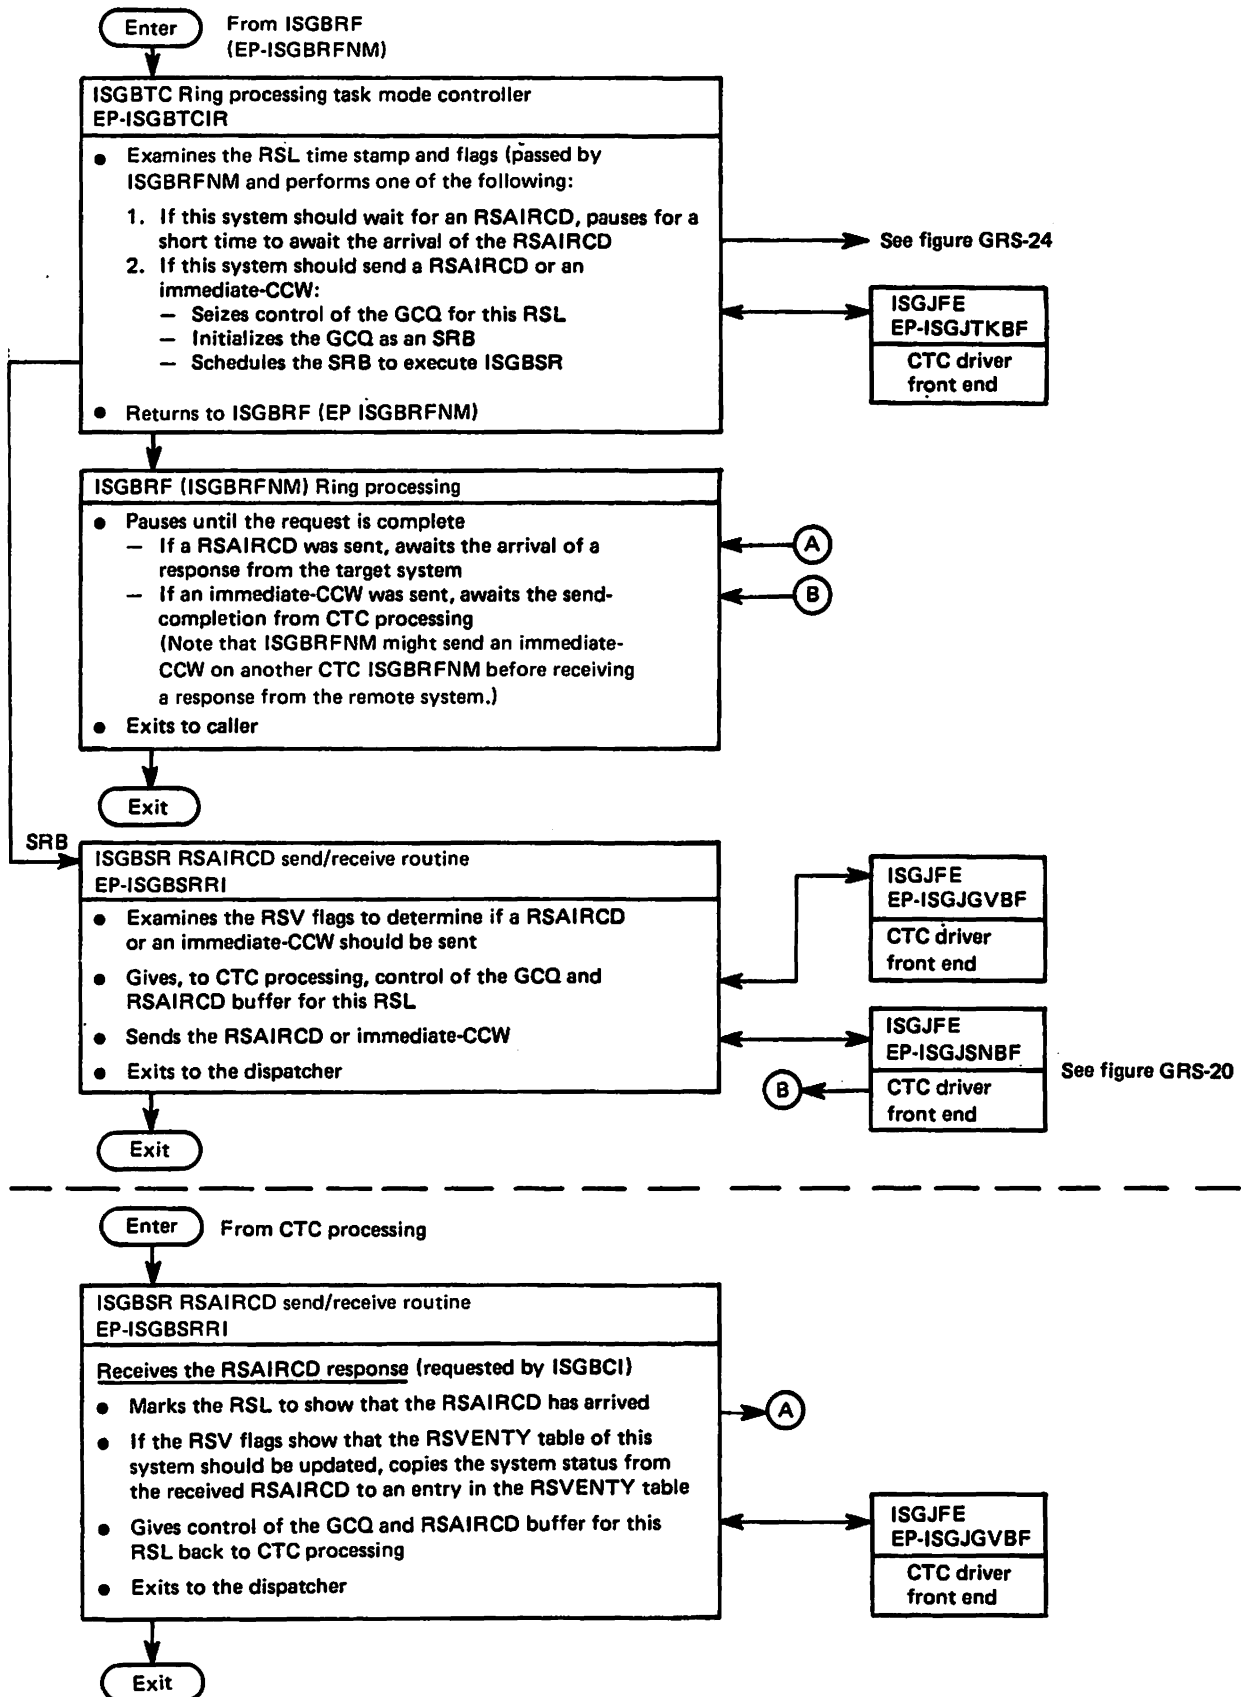 Enter
From ISGBRF
(EP-ISGBRFNM)
ISGBTC Ring processing task mode controller
EP-ISGBTCIR
● Examines the RSL time stamp and flags (passed by
ISGBRFNM and performs one of the following:
1. If this system should wait for an RSAIRCD, pauses for a
short time to await the arrival of the RSAIRCD
See figure GRS-24
2. If this system should send a RSAIRCD or an
immediate-CCW:
— Seizes control of the GCQ for this RSL
— Initializes the GCQ as an SRB
— Schedules the SRB to execute ISGBSR
ISGJFE
EP-ISGJTKBF
CTC driver
front end
● Returns to ISGBRF (EP ISGBRFNM)
ISGBRF (ISGBRFNM) Ring processing
● Pauses until the request is complete
— If a RSAIRCD was sent, awaits the arrival of a
response from the target system
A
— If an immediate-CCW was sent, awaits the send-
completion from CTC processing
B
(Note that ISGBRFNM might send an immediate-
CCW on another CTC ISGBRFNM before receiving
a response from the remote system.)
● Exits to caller
Exit
SRB
ISGBSR RSAIRCD send/receive routine
EP-ISGBSRRI
● Examines the RSV flags to determine if a RSAIRCD
or an immediate-CCW should be sent
ISGJFE
EP-ISGJGVBF
CTC driver
front end
● Gives, to CTC processing, control of the GCQ and
RSAIRCD buffer for this RSL
● Sends the RSAIRCD or immediate-CCW
ISGJFE
EP-ISGJSNBF
CTC driver
front end
See figure GRS-20
B
● Exits to the dispatcher
Exit
Enter
From CTC processing
ISGBSR RSAIRCD send/receive routine
EP-ISGBSRRI
Receives the RSAIRCD response (requested by ISGBCI)
● Marks the RSL to show that the RSAIRCD has arrived
A
● If the RSV flags show that the RSVENTY table of this
system should be updated, copies the system status from
the received RSAIRCD to an entry in the RSVENTY table
● Gives control of the GCQ and RSAIRCD buffer for this
RSL back to CTC processing
ISGJFE
EP-ISGJGVBF
CTC driver
front end
● Exits to the dispatcher
Exit